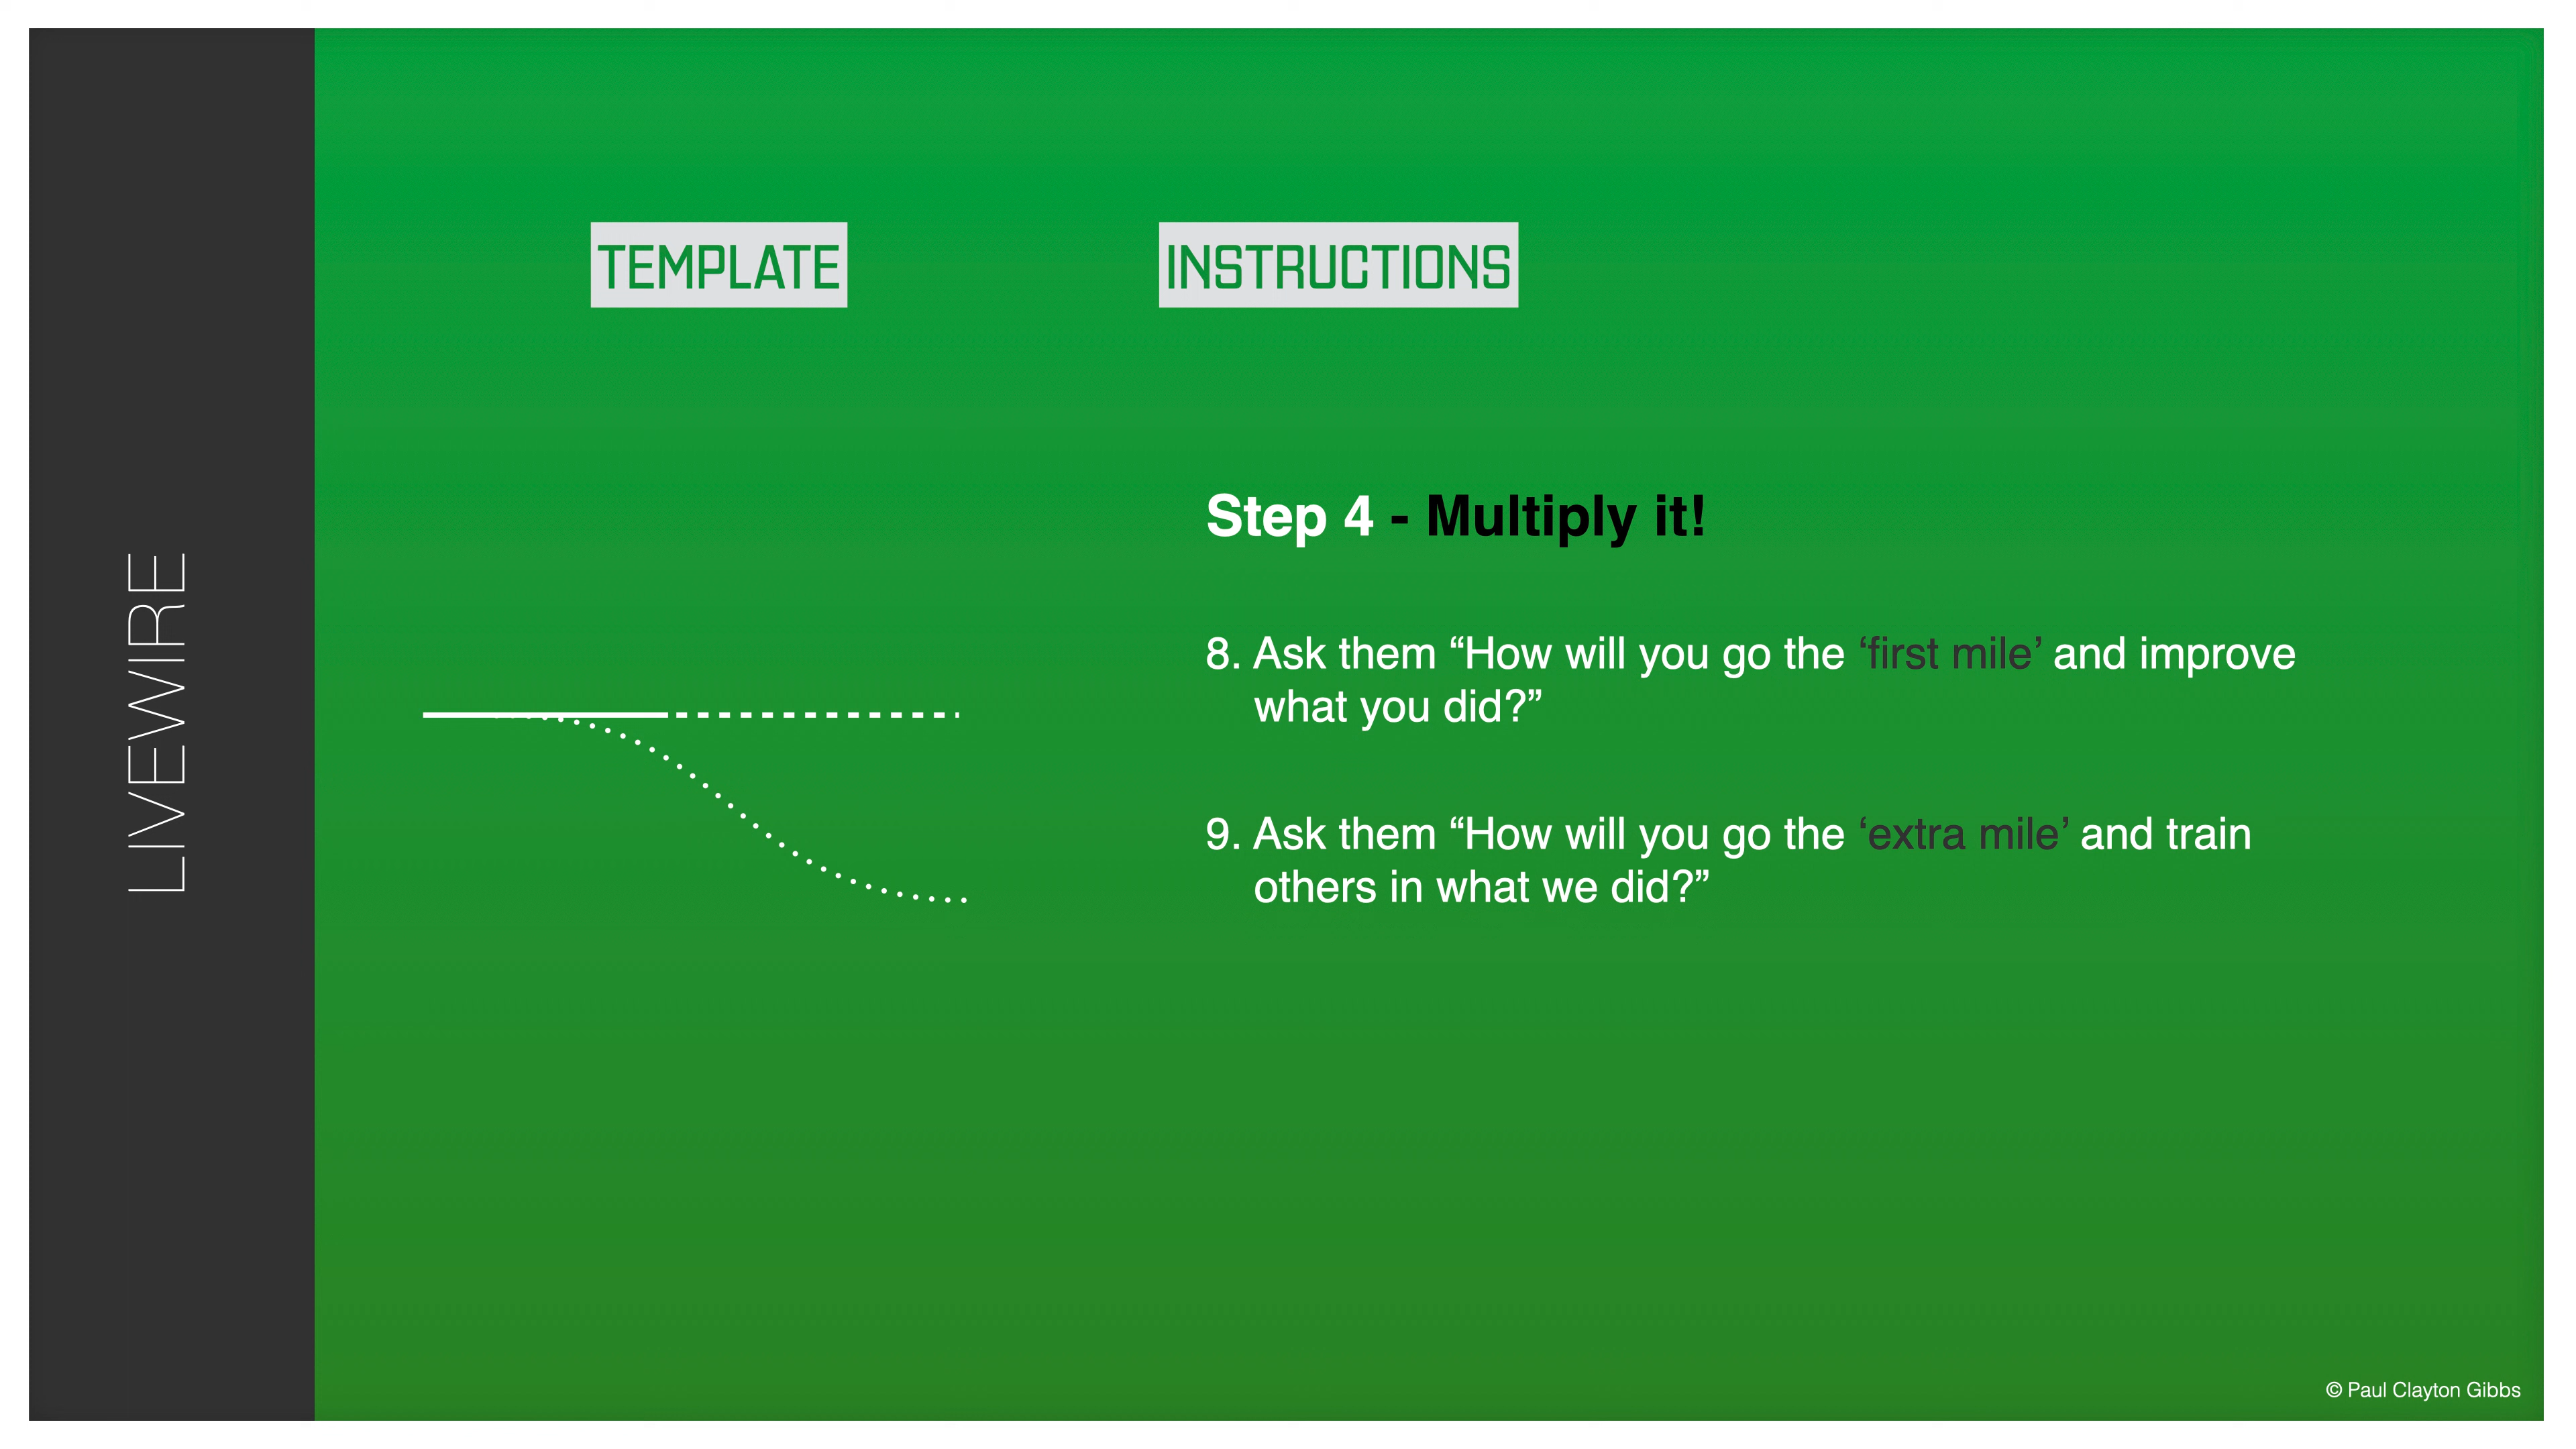 LIVEWIRE
TEMPLATE
INSTRUCTIONS
Step 4 - Multiply it!
8. Ask them “How will you go the ‘first mile’ and improve
what you did?”
9. Ask them “How will you go the ‘extra mile’ and train
others in what we did?”
© Paul Clayton Gibbs